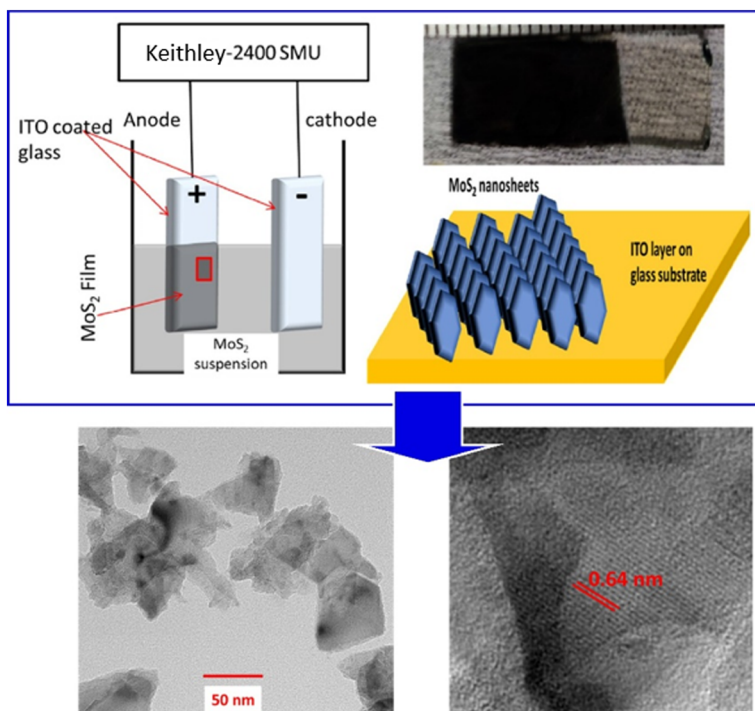 Keithley-2400 SMU
ITO coated
glass
Anode
cathode
+
-
MoS₂ Film
MoS₂
suspension
MoS₂ nanosheets
ITO layer on
glass substrate
50 nm
0.64 nm